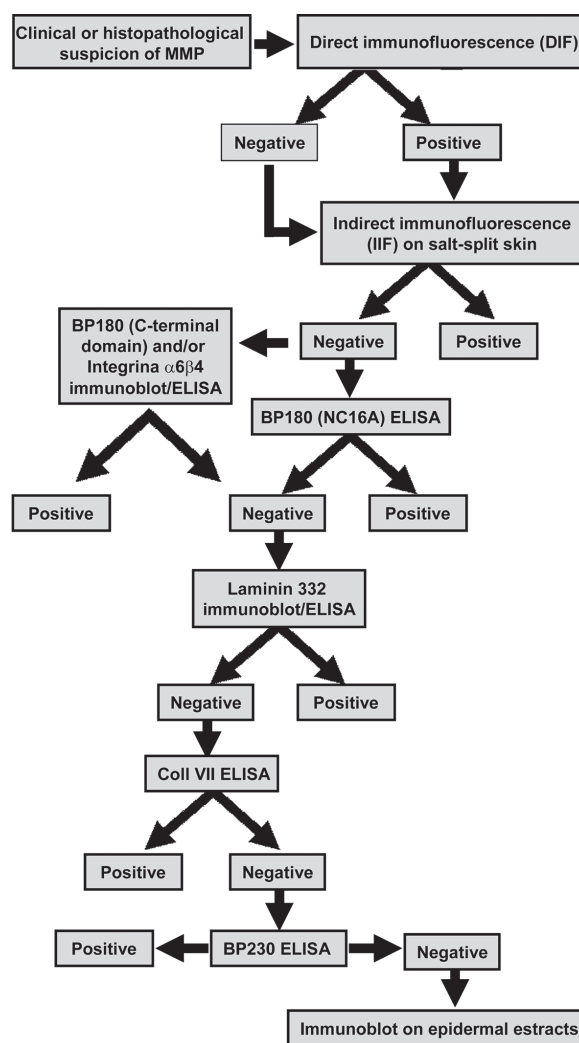 Clinical or histopathological
suspicion of MMP
Direct immunofluorescence (DIF)
Negative
Positive
Indirect immunofluorescence
(IIF) on salt-split skin
BP180 (C-terminal
domain) and/or
Integrina α6β4
immunoblot/ELISA
Negative
Positive
BP180 (NC16A) ELISA
Positive
Negative
Positive
Laminin 332
immunoblot/ELISA
Negative
Positive
Coll VII ELISA
Positive
Negative
Positive
BP230 ELISA
Negative
Immunoblot on epidermal estracts